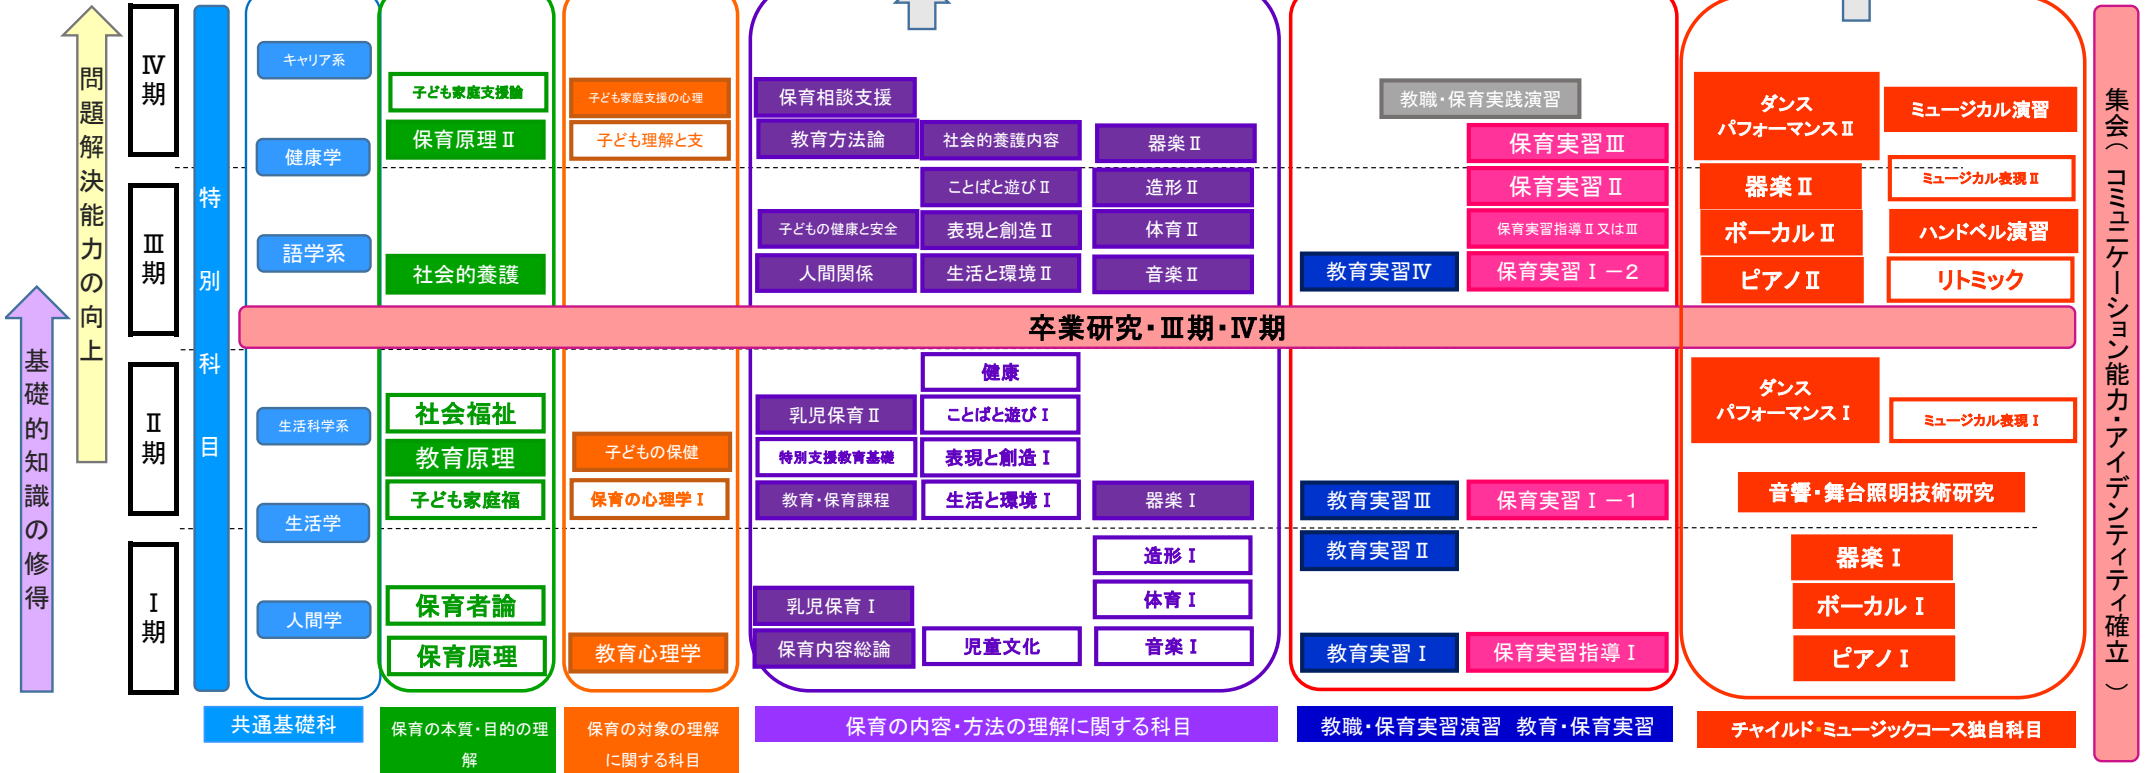 問題解決能力の向上
基礎的知識の修得
Ⅳ期
Ⅲ期
Ⅱ期
Ⅰ期
特別科目
キャリア系
健康学
語学系
生活科学系
生活学
人間学
共通基礎科
子ども家庭支援論
保育原理Ⅱ
社会的養護
社会福祉
教育原理
子ども家庭福
保育者論
保育原理
保育の本質・目的の理
解
子ども家庭支援の心理
子ども理解と支
子どもの保健
保育の心理学Ⅰ
教育心理学
保育の対象の理解
に関する科目
保育相談支援
教育方法論
社会的養護内容
器楽Ⅱ
ことばと遊びⅡ
造形Ⅱ
子どもの健康と安全
表現と創造Ⅱ
体育Ⅱ
人間関係
生活と環境Ⅱ
音楽Ⅱ
卒業研究・Ⅲ期・Ⅳ期
健康
乳児保育Ⅱ
ことばと遊びⅠ
特別支援教育基礎
表現と創造Ⅰ
教育・保育課程
生活と環境Ⅰ
器楽Ⅰ
造形Ⅰ
乳児保育Ⅰ
体育Ⅰ
保育内容総論
児童文化
音楽Ⅰ
保育の内容・方法の理解に関する科目
教職・保育実践演習
保育実習Ⅲ
保育実習Ⅱ
保育実習指導Ⅱ又はⅢ
教育実習Ⅳ
保育実習Ⅰ－２
教育実習Ⅲ
保育実習Ⅰ－１
教育実習Ⅱ
教育実習Ⅰ
保育実習指導Ⅰ
教職・保育実習演習　教育・保育実習
ダンス
パフォーマンスⅡ
ミュージカル演習
器楽Ⅱ
ミュージカル表現Ⅱ
ボーカルⅡ
ハンドベル演習
ピアノⅡ
リトミック
ダンス
パフォーマンスⅠ
ミュージカル表現Ⅰ
音響・舞台照明技術研究
器楽Ⅰ
ボーカルⅠ
ピアノⅠ
チャイルド・ミュージックコース独自科目
集会（コミュニケーション能力・アイデンティティ確立）